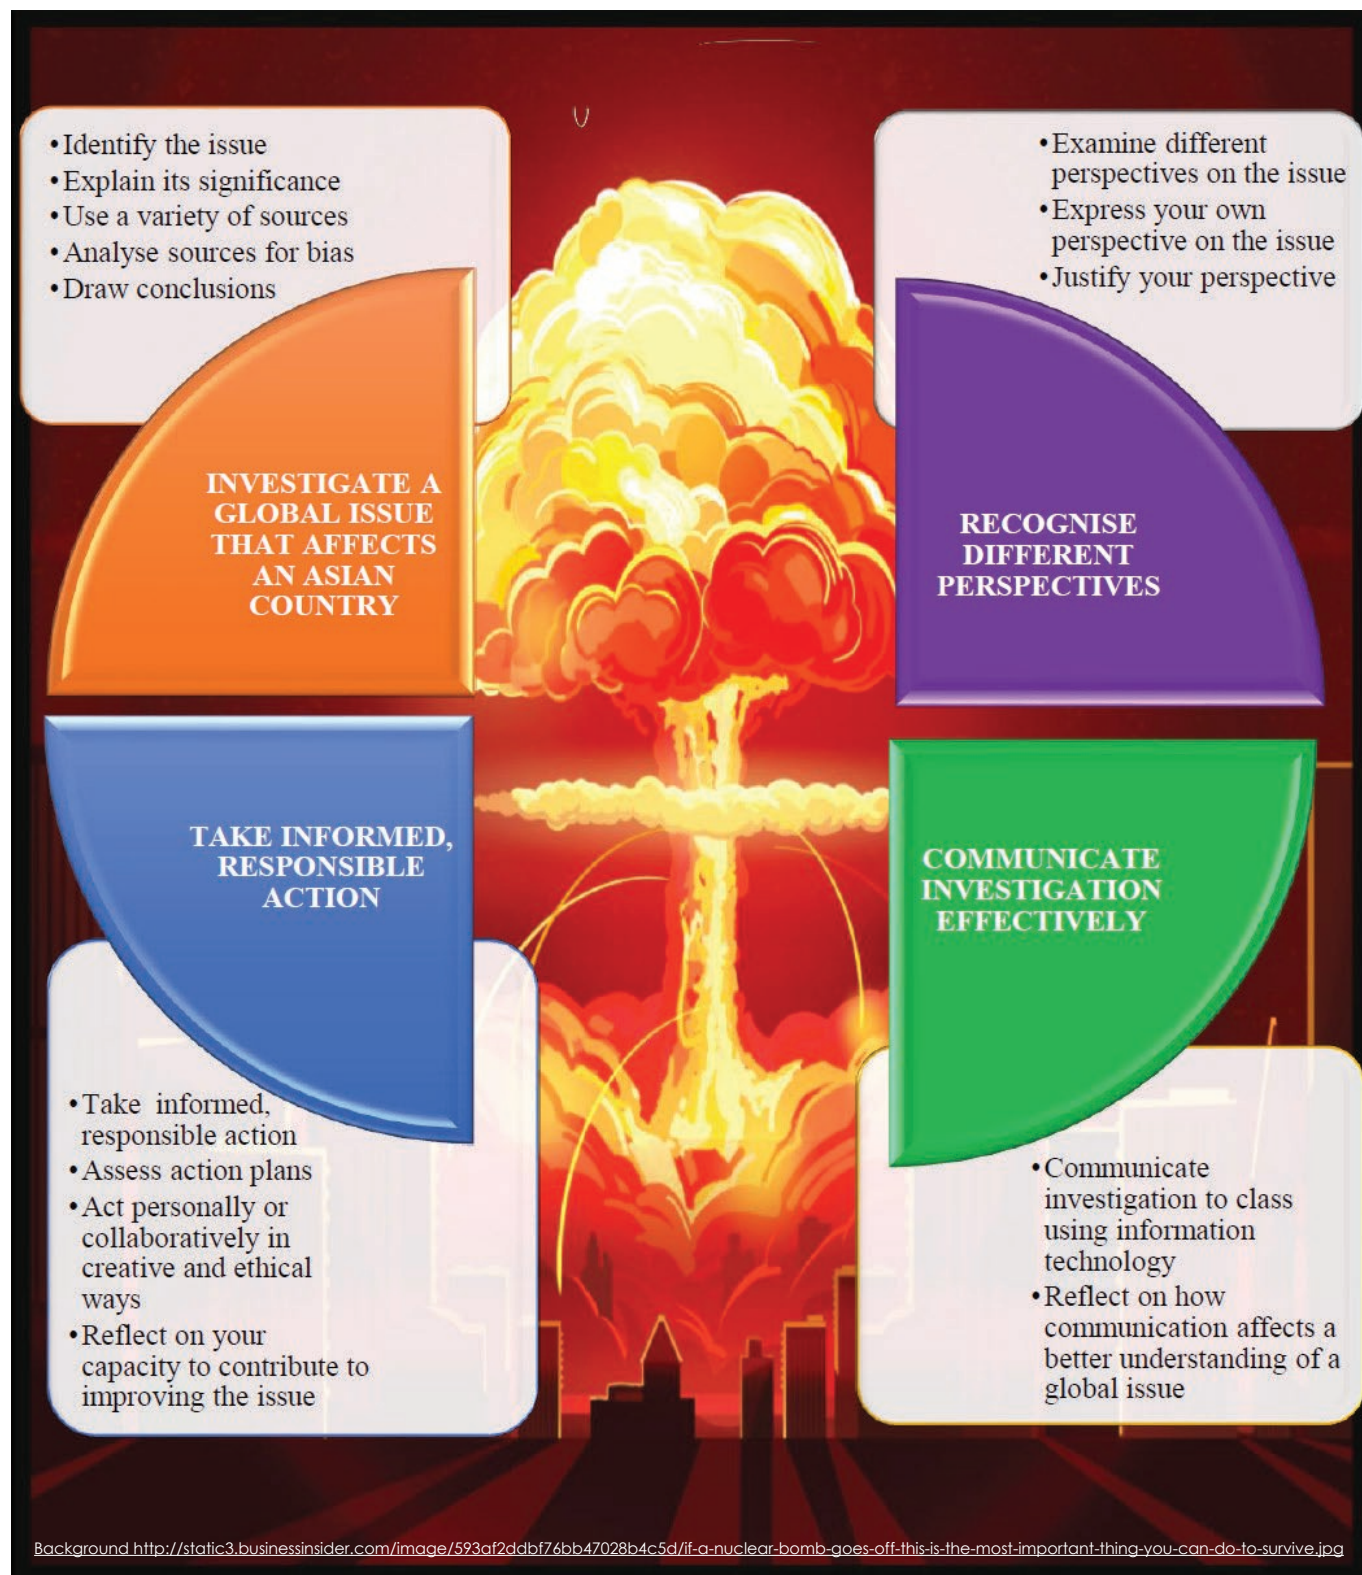 •Identify the issue
•Explain its significance
•Use a variety of sources
•Analyse sources for bias
•Draw conclusions
INVESTIGATE A
GLOBAL ISSUE
THAT AFFECTS
AN ASIAN
COUNTRY
•Examine different
perspectives on the issue
•Express your own
perspective on the issue
•Justify your perspective
RECOGNISE
DIFFERENT
PERSPECTIVES
TAKE INFORMED,
RESPONSIBLE
ACTION
•Take informed,
responsible action
•Assess action plans
•Act personally or
collaboratively in
creative and ethical
ways
•Reflect on your
capacity to contribute to
improving the issue
COMMUNICATE
INVESTIGATION
EFFECTIVELY
•Communicate
investigation to class
using information
technology
•Reflect on how
communication affects a
better understanding of a
global issue
Background http://static3.businessinsider.com/image/593af2ddbf76bb47028b4c5d/if-a-nuclear-bomb-goes-off-this-is-the-most-important-thing-you-can-do-to-survive.jpg